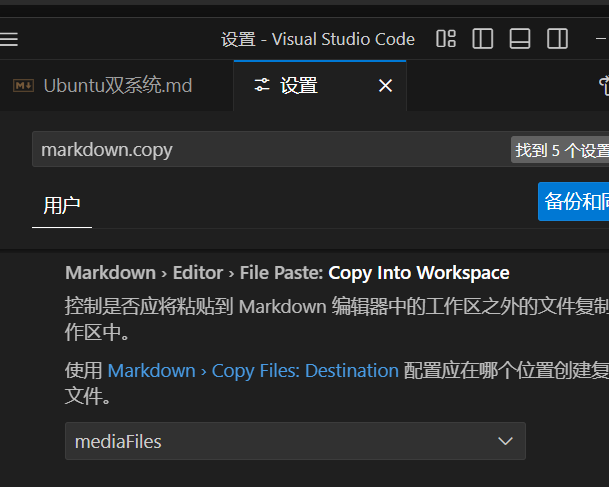 设置 - Visual Studio Code
Ubuntu双系统.md
设置
markdown.copy
找到 5 个设置
用户
备份和同
Markdown › Editor › File Paste: Copy Into Workspace
控制是否应将粘贴到 Markdown 编辑器中的工作区之外的文件复制
作区中。
使用 Markdown › Copy Files: Destination 配置应在哪个位置创建复
文件。
mediaFiles